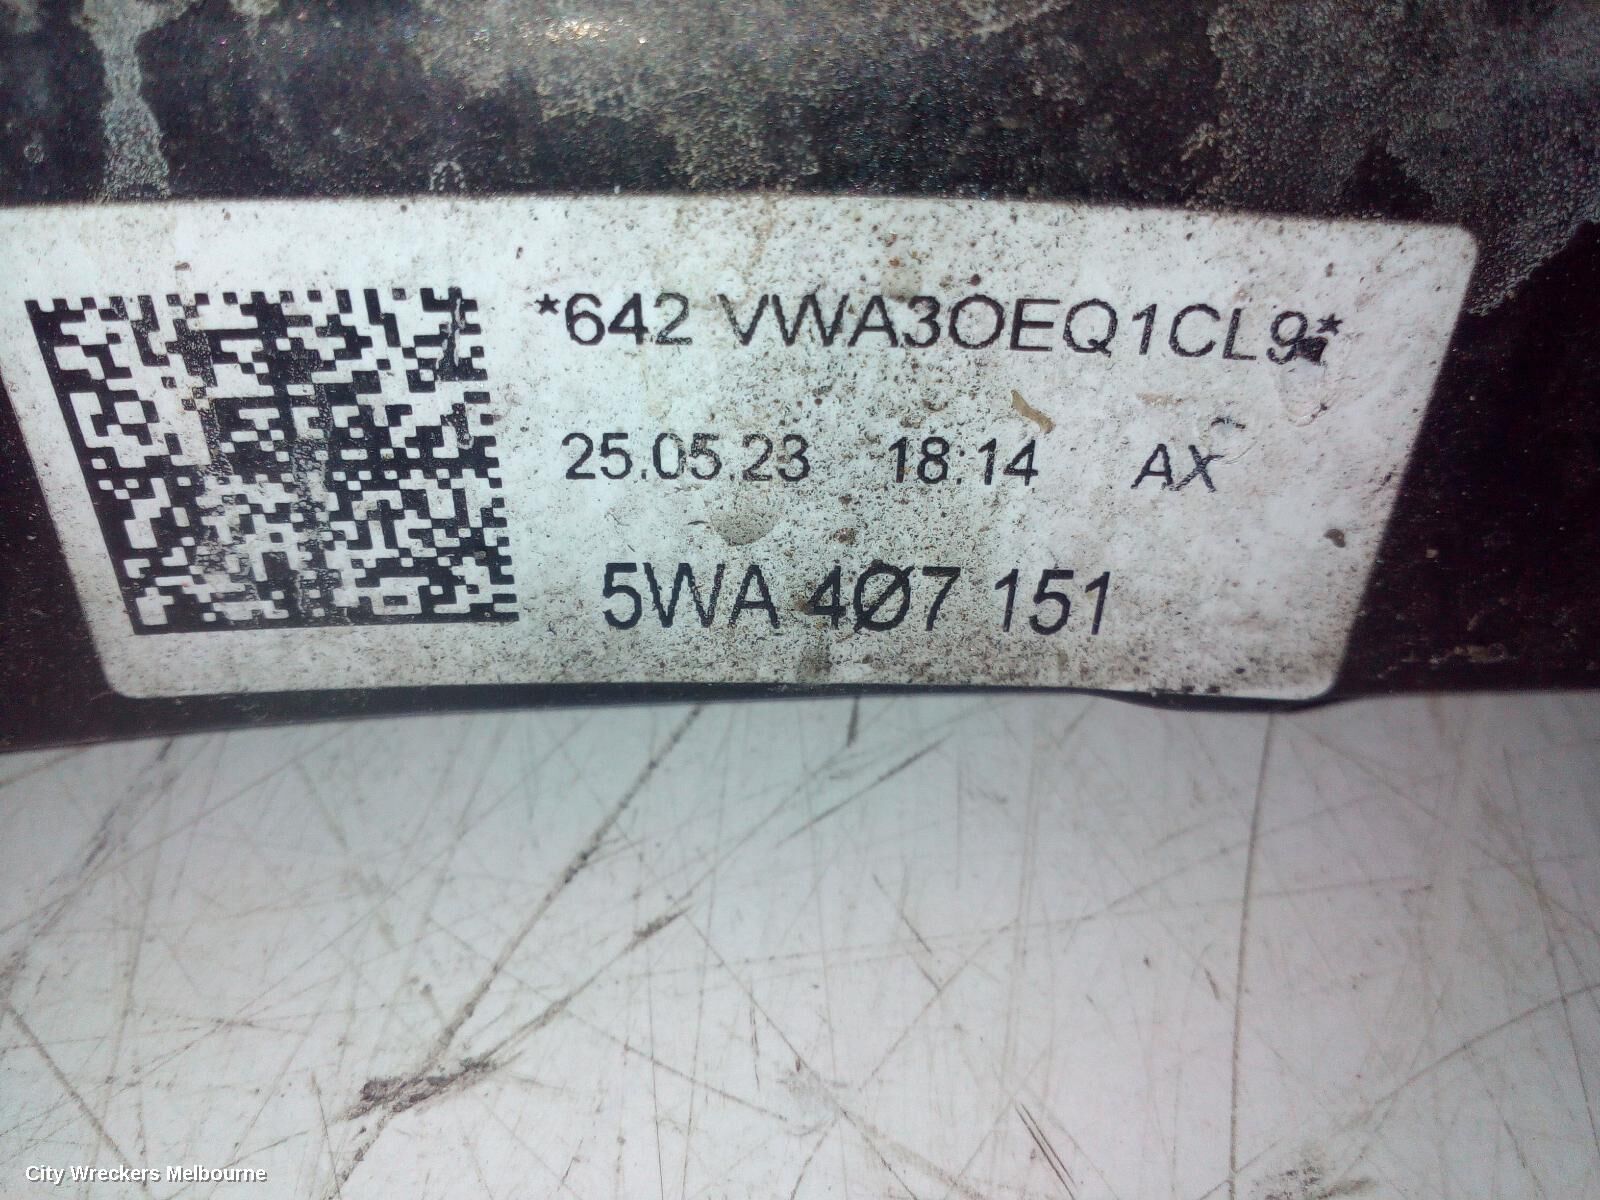 *642 VWA3OEQ1CL9*
25.05.23 18:14 AX
5WA 4Ø7 151
City Wreckers Melbourne